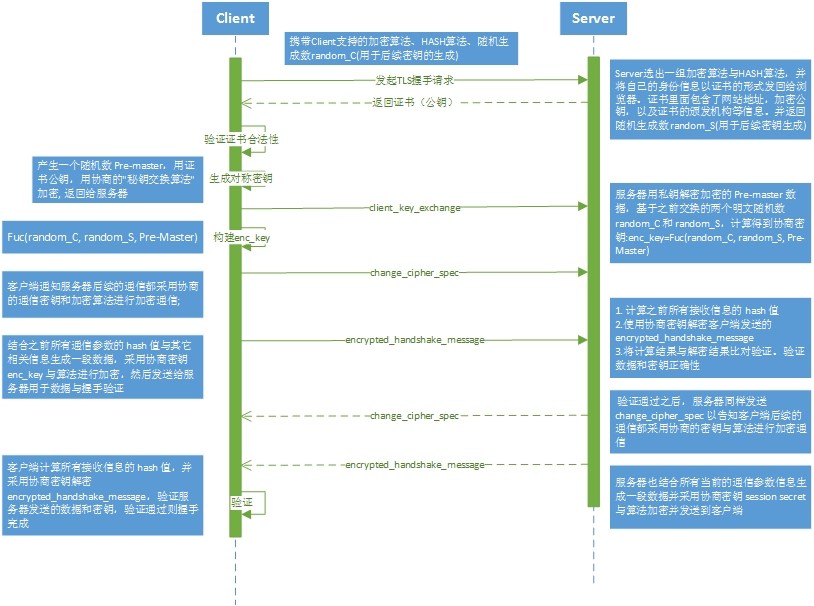 Client
Server
携带Client支持的加密算法、HASH算法、随机生
成数random_C(用于后续密钥的生成)
发起TLS握手请求
Server选出一组加密算法与HASH算法，并
将自己的身份信息以证书的形式发回给浏
览器。证书里面包含了网站地址，加密公
钥，以及证书的颁发机构等信息。并返回
随机生成数random_S(用于后续密钥生成)
返回证书（公钥）
验证证书合法性
产生一个随机数 Pre-master，用证
书公钥，用协商的"秘钥交换算法"
加密, 返回给服务器
生成对称密钥
client_key_exchange
服务器用私钥解密加密的 Pre-master 数
据，基于之前交换的两个明文随机数
random_C 和 random_S，计算得到协商密
钥:enc_key=Fuc(random_C, random_S, Pre-
Master)
Fuc(random_C, random_S, Pre-Master)
构建enc_key
change_cipher_spec
客户端通知服务器后续的通信都采用协商
的通信密钥和加密算法进行加密通信;
1. 计算之前所有接收信息的 hash 值
2.使用协商密钥解密客户端发送的
encrypted_handshake_message
3.将计算结果与解密结果比对验证。验证
数据和密钥正确性
encrypted_handshake_message
结合之前所有通信参数的 hash 值与其它
相关信息生成一段数据，采用协商密钥
enc_key 与算法进行加密，然后发送给服
务器用于数据与握手验证
验证通过之后，服务器同样发送
change_cipher_spec 以告知客户端后续的
通信都采用协商的密钥与算法进行加密通
信
change_cipher_spec
encrypted_handshake_message
客户端计算所有接收信息的 hash 值，并
采用协商密钥解密
encrypted_handshake_message，验证服
务器发送的数据和密钥，验证通过则握手
完成
服务器也结合所有当前的通信参数信息生
成一段数据并采用协商密钥 session secret
与算法加密并发送到客户端
验证